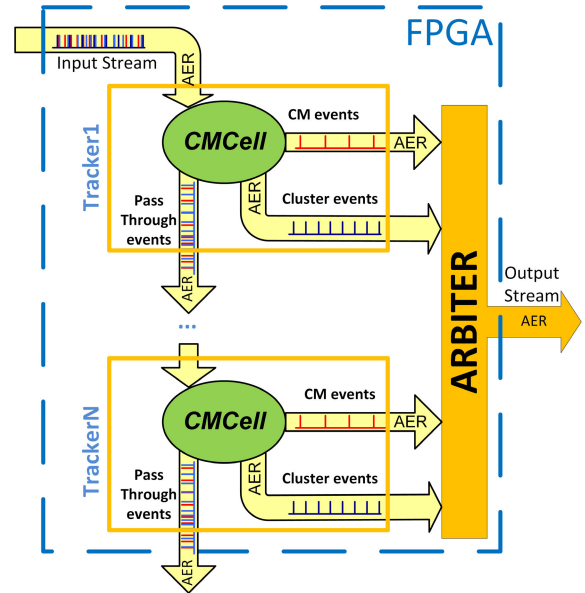 FPGA
Input Stream
AER
Tracker1
CMCell
CM events
AER
Pass
Through
events
AER
Cluster events
AER
...
ARBITER
Output
Stream
AER
TrackerN
CMCell
CM events
AER
Pass
Through
events
AER
Cluster events
AER